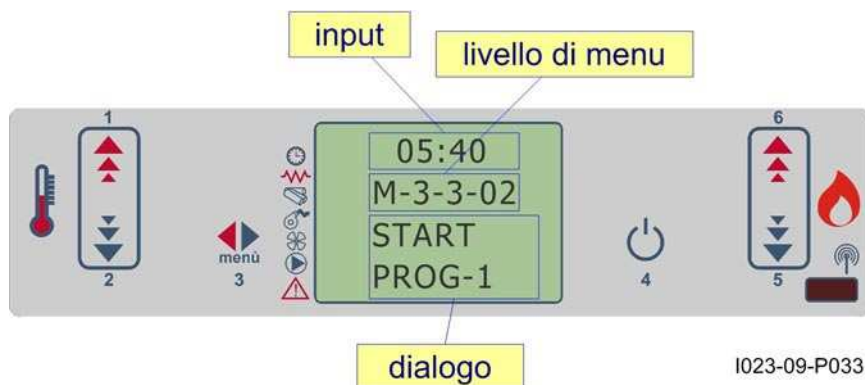 input
livello di menu
1
6
05:40
M-3-3-02
START
PROG-1
menù
2
3
4
5
dialogo
I023-09-P033